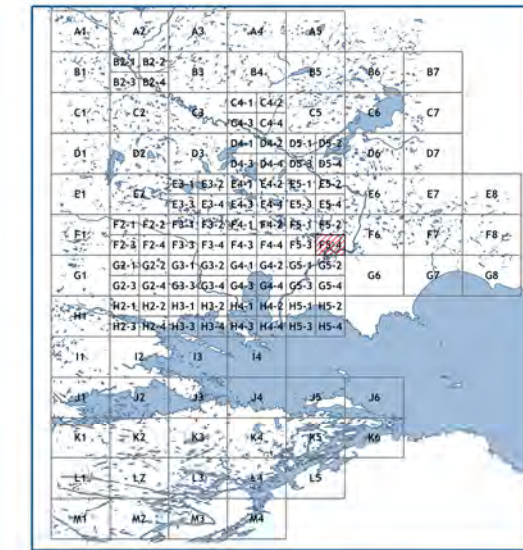 A1 A2 A3 A4 A5
B1 B2-1 B2-2 B3 B4 B5 B6 B7
B2-3 B2-4
C1 C2 C3 C4-1 C4-2 C5 C6 C7
C4-3 C4-4
D1 D2 D3 D4-1 D4-2 D5-1 D5-2 D6 D7
D4-3 D4-4 D5-3 D5-4
E1 E2 E3-1 E3-2 E4-1 E4-2 E5-1 E5-2 E6 E7 E8
E3-3 E3-4 E4-3 E4-4 E5-3 E5-4
F1 F2-1 F2-2 F3-1 F3-2 F4-1 F4-2 F5-1 F5-2 F6 F7 F8
F2-3 F2-4 F3-3 F3-4 F4-3 F4-4 F5-3 F5-4
G1 G2-1 G2-2 G3-1 G3-2 G4-1 G4-2 G5-1 G5-2 G6 G7 G8
G2-3 G2-4 G3-3 G3-4 G4-3 G4-4 G5-3 G5-4
H1 H2-1 H2-2 H3-1 H3-2 H4-1 H4-2 H5-1 H5-2
H2-3 H2-4 H3-3 H3-4 H4-3 H4-4 H5-3 H5-4
I1 I2 I3 I4
J1 J2 J3 J4 J5 J6
K1 K2 K3 K4 K5 K6
L1 L2 L3 L4 L5
M1 M2 M3 M4